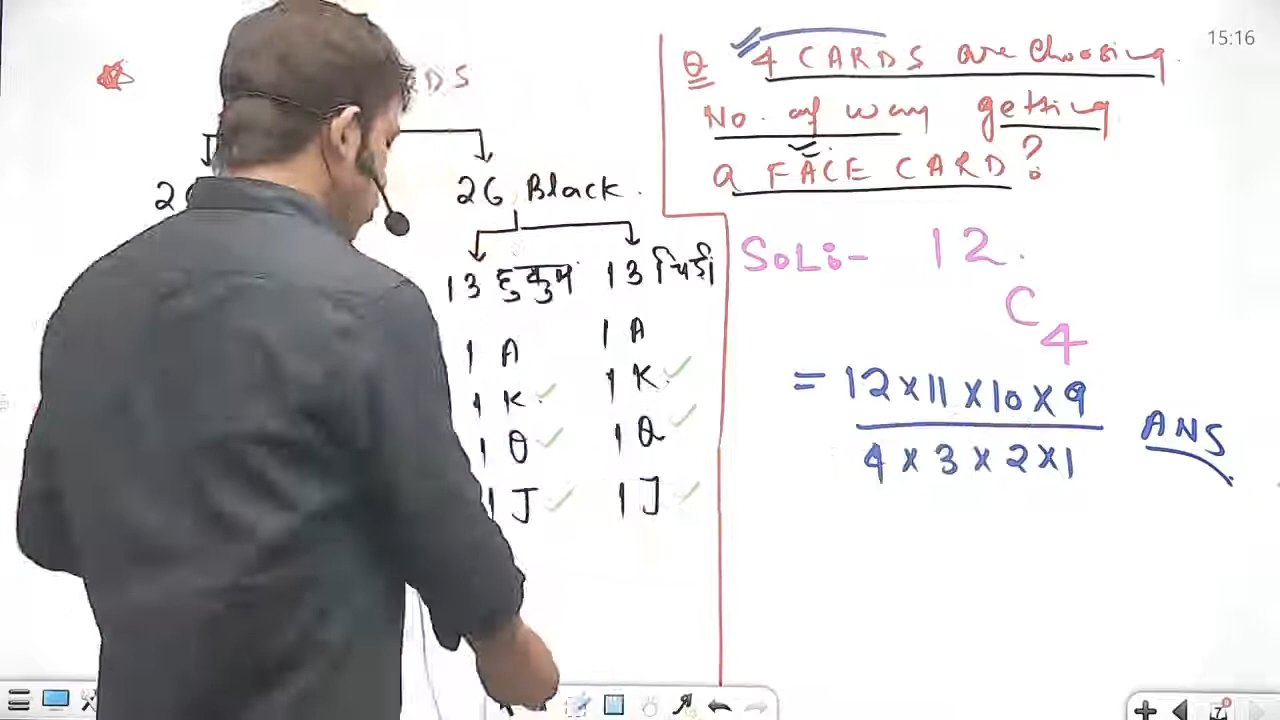 15:16
DS
26 Black.
13 हुकुम 13 चिड़ी
1 A 1 A
1 K 1 K
1 Q 1 Q
1 J 1 J
Q 4 CARDS are choosing
No. of way getting
a FACE CARD?
SOL:- 12
C
4
= 12×11×10×9
4×3×2×1
ANS